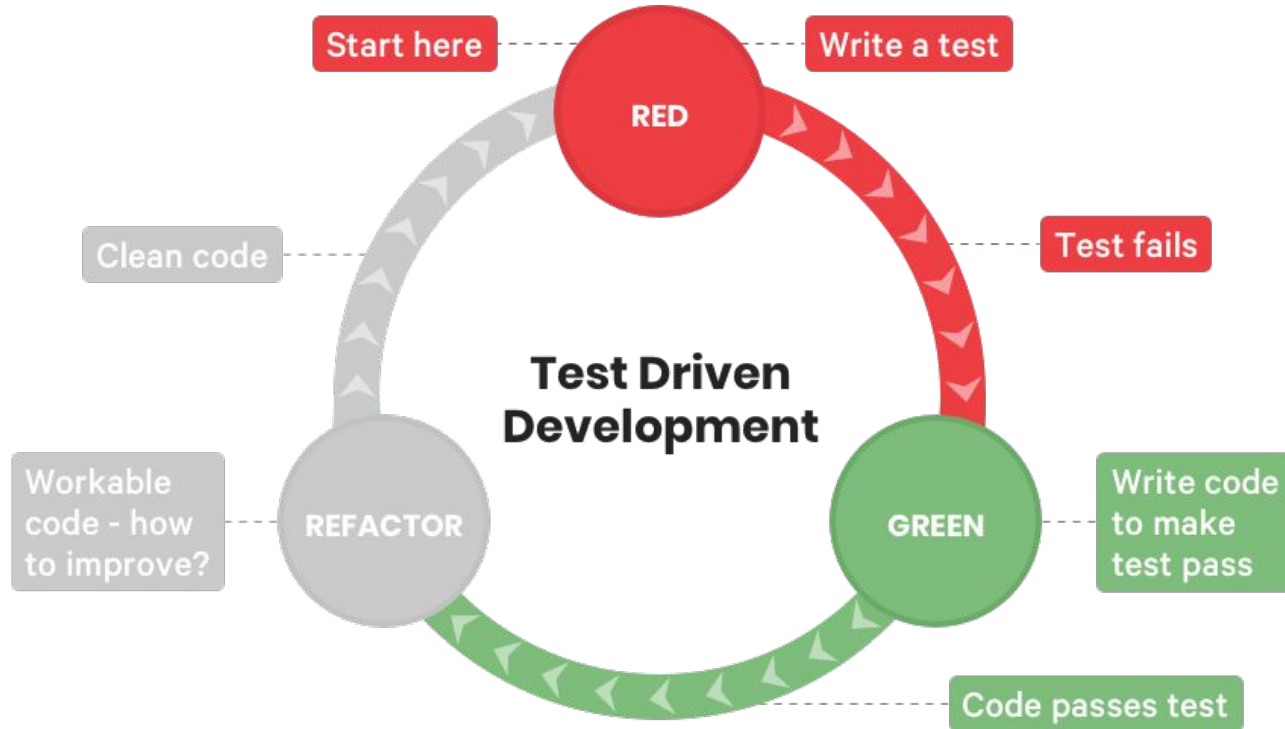 Start here
Write a test
RED
Clean code
Test fails
Test Driven
Development
Workable
code - how
to improve?
REFACTOR
GREEN
Write code
to make
test pass
Code passes test